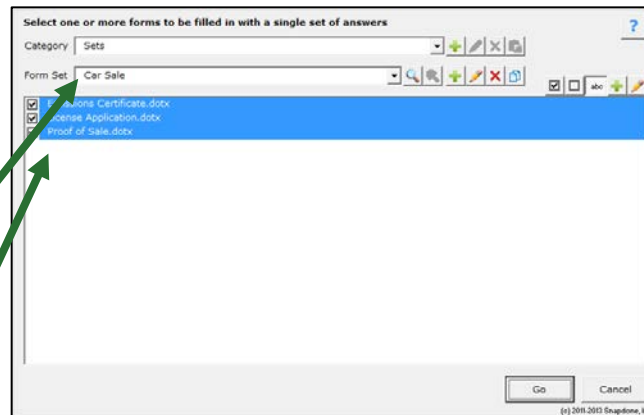 Select one or more forms to be filled in with a single set of answers
?
Category Sets
Form Set Car Sale
abc
Emissions Certificate.dotx
License Application.dotx
Proof of Sale.dotx
Go Cancel
(c) 2011-2013 Snapdone,